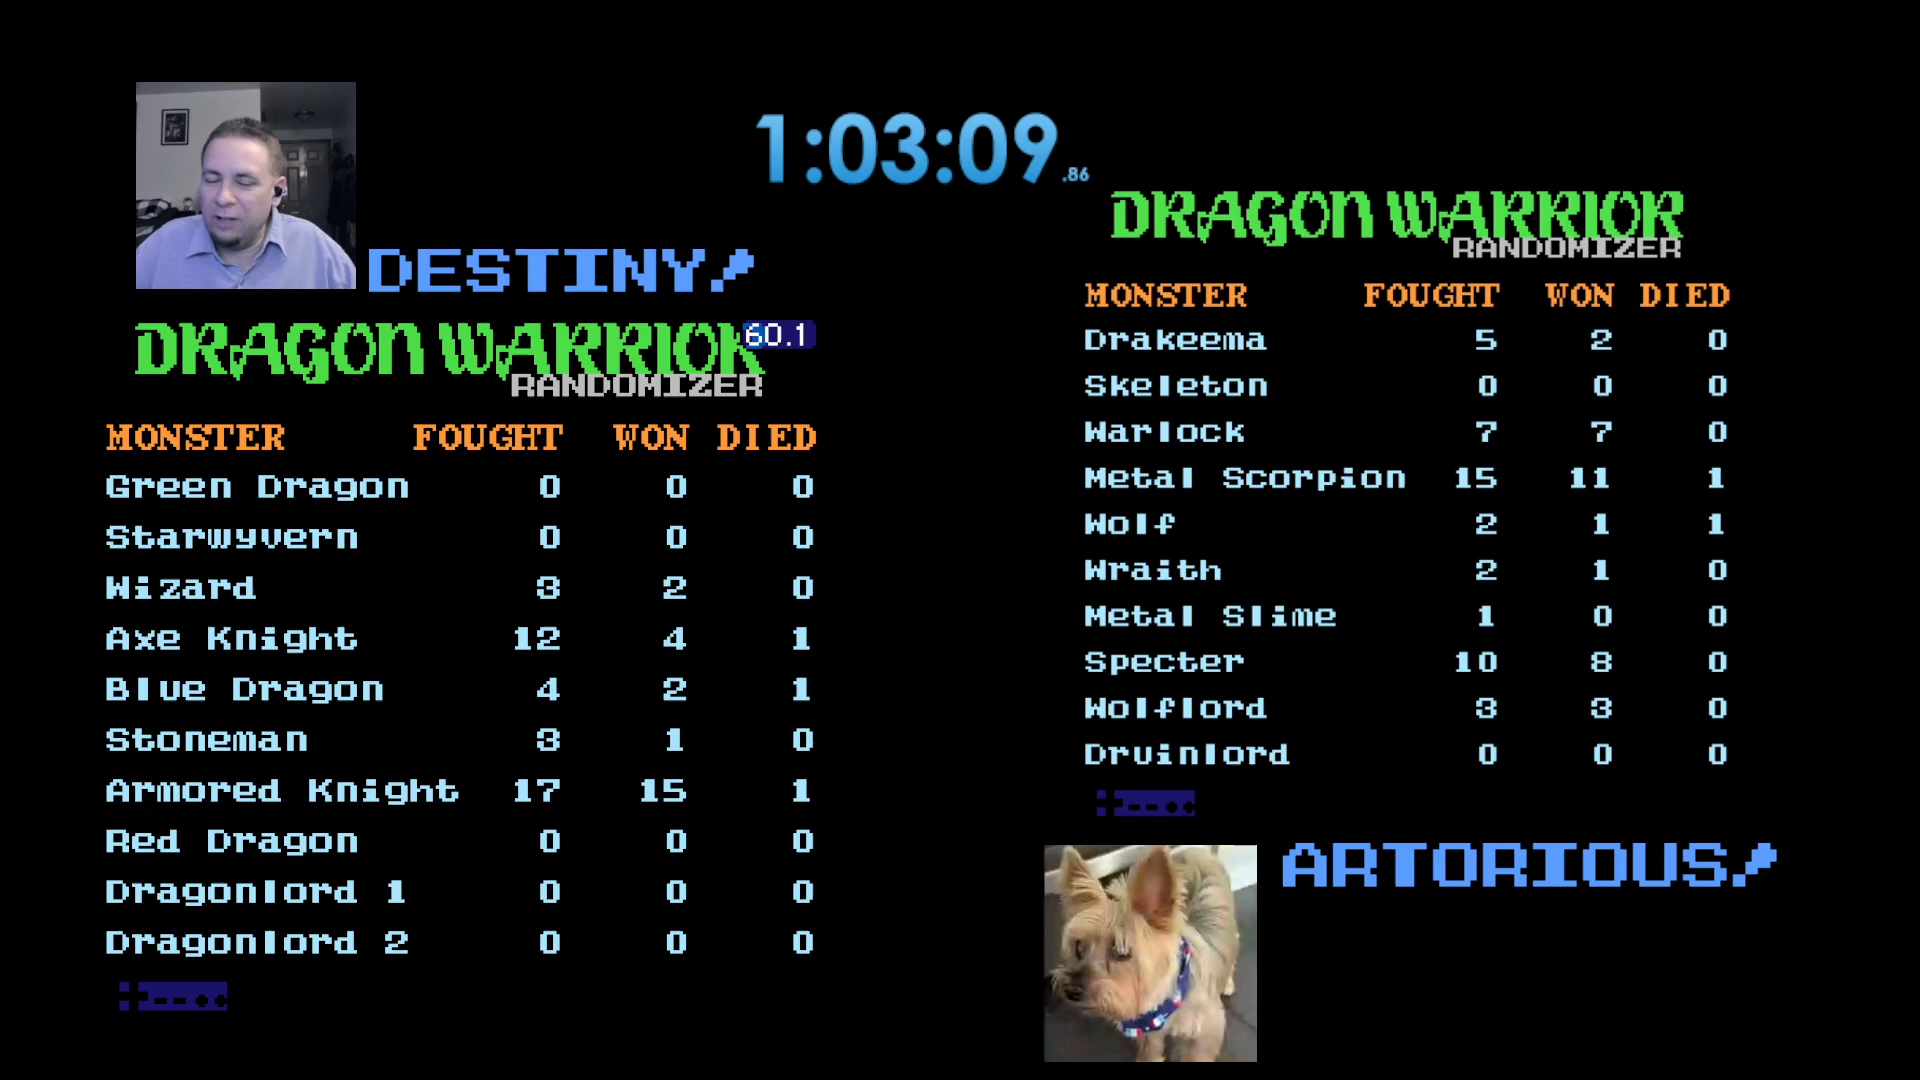 1:03:09.86
DESTINY!
DRAGON WARRIOR
60.1
RANDOMIZER
MONSTER FOUGHT WON DIED
Green Dragon 0 0 0
Starwyvern 0 0 0
Wizard 3 2 0
Axe Knight 12 4 1
Blue Dragon 4 2 1
Stoneman 3 1 0
Armored Knight 17 15 1
Red Dragon 0 0 0
Dragonlord 1 0 0 0
Dragonlord 2 0 0 0
DRAGON WARRIOR
RANDOMIZER
MONSTER FOUGHT WON DIED
Drakeema 5 2 0
Skeleton 0 0 0
Warlock 7 7 0
Metal Scorpion 15 11 1
Wolf 2 1 1
Wraith 2 1 0
Metal Slime 1 0 0
Specter 10 8 0
Wolflord 3 3 0
Druinlord 0 0 0
ARTORIOUS!